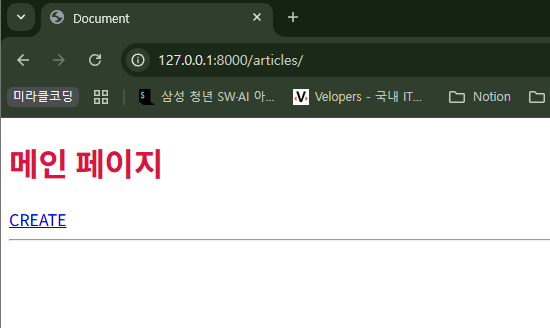 Document
127.0.0.1:8000/articles/
미라클코딩 삼성 청년 SW·AI 아... Velopers - 국내 IT... Notion
메인 페이지
CREATE